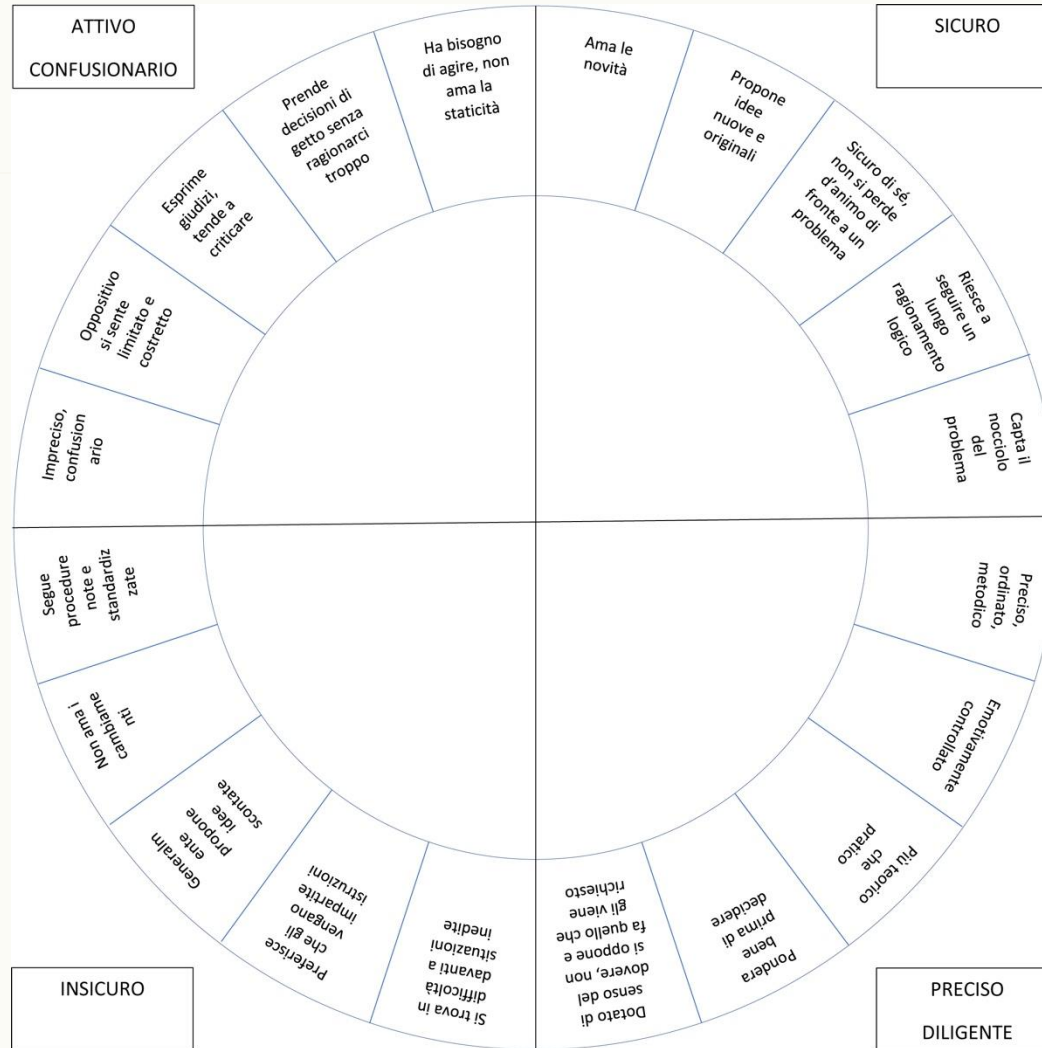 ATTIVO
CONFUSIONARIO
SICURO
Ha bisogno
di agire, non
ama la
staticità
Ama le
novità
Propone
idee
nuove e
originali
Sicuro di sé,
non si perde
d'animo di
fronte a un
problema
Riesce a
seguire un
lungo
ragionamento
logico
Capta il
nocciolo
del
problema
Preciso,
ordinato,
metodico
Emotivamente
controllato
Più teorico
che
pratico
Pondera
bene
prima di
decidere
Dotato di
senso del
dovere, non
si oppone e
fa quello che
gli viene
richiesto
Si trova in
difficoltà
davanti a
situazioni
inedite
Preferisce
che gli
vengano
impartite
istruzioni
Generalm
ente
propone
idee
scontate
Non ama i
cambiame
nti
Segue
procedure
note e
standardiz
zate
Impreciso,
confusion
ario
Oppositivo
si sente
limitato e
costretto
Esprime
giudizi,
tende a
criticare
Prende
decisioni di
getto senza
ragionarci
troppo
INSICURO
PRECISO
DILIGENTE